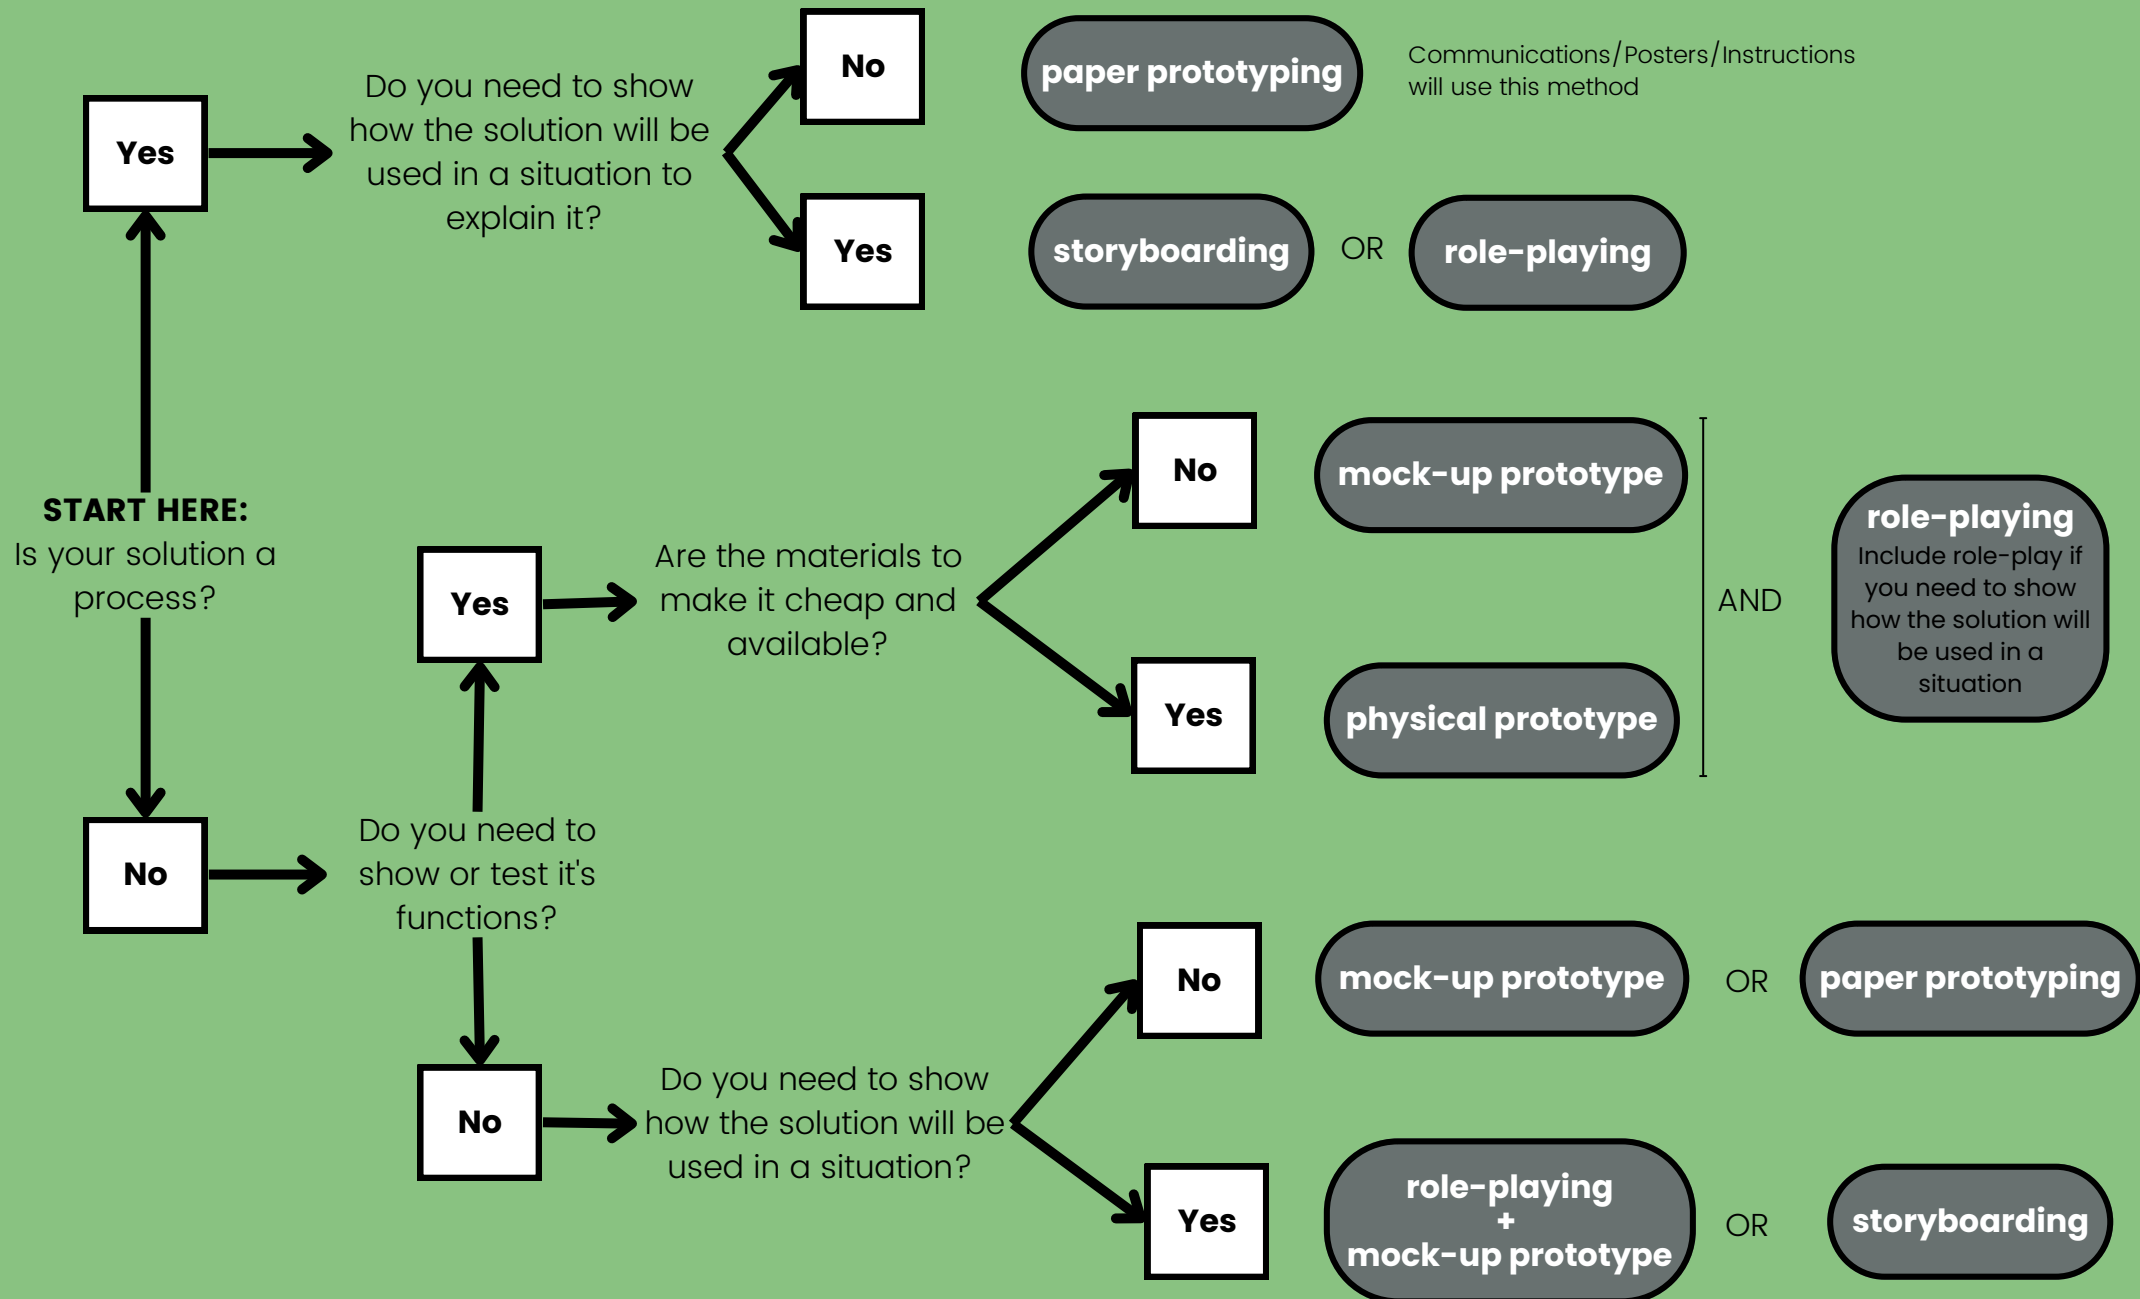 No
paper prototyping
Communications/Posters/Instructions
will use this method
Yes
Do you need to show
how the solution will be
used in a situation to
explain it?
Yes
storyboarding
OR
role-playing
START HERE:
Is your solution a
process?
No
mock-up prototype
Yes
Are the materials to
make it cheap and
available?
Yes
physical prototype
AND
role-playing
Include role-play if
you need to show
how the solution will
be used in a
situation
No
Do you need to
show or test it's
functions?
No
mock-up prototype
OR
paper prototyping
No
Do you need to show
how the solution will be
used in a situation?
Yes
role-playing
+
mock-up prototype
OR
storyboarding